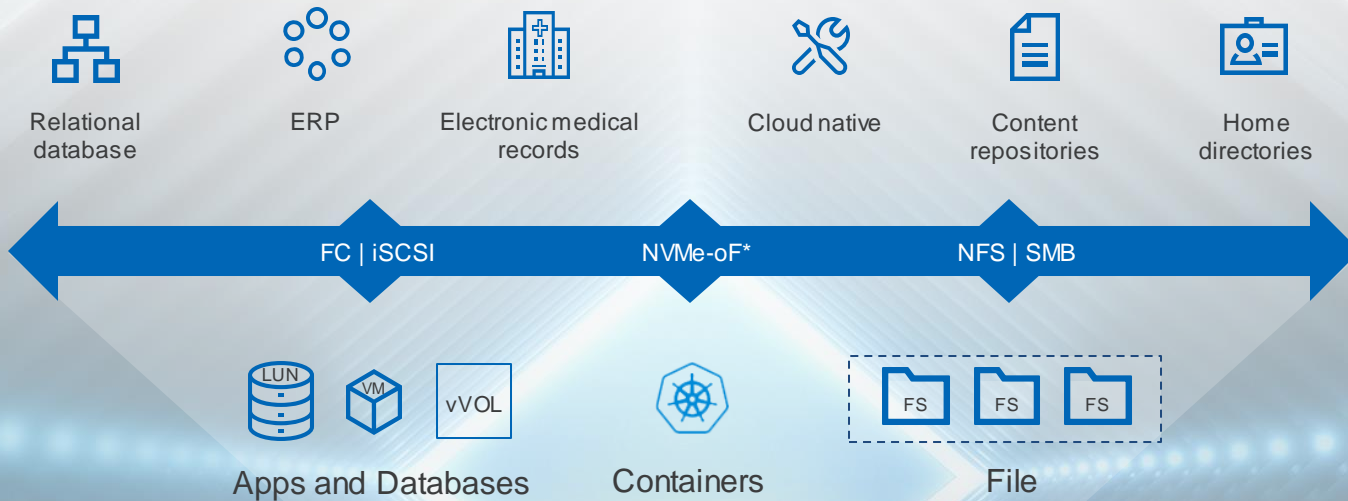 Relational
database
ERP
Electronic medical
records
Cloud native
Content
repositories
Home
directories
FC | iSCSI
NVMe-oF*
NFS | SMB
LUN
VM
vVOL
FS
FS
FS
Apps and Databases
Containers
File